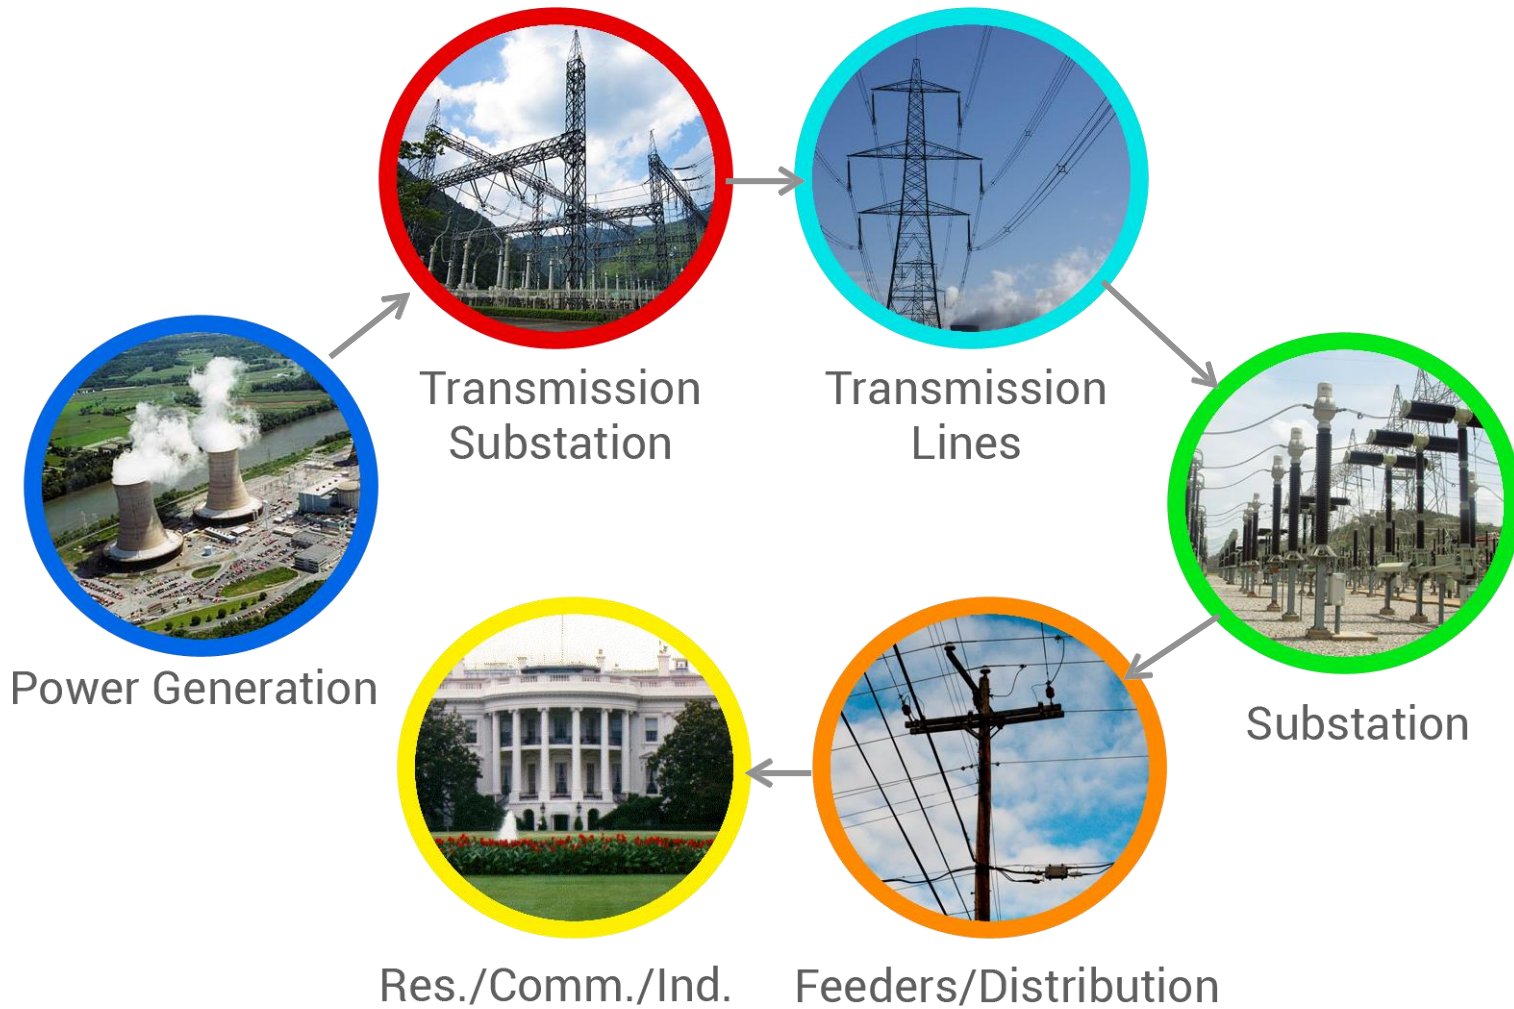 Power Generation
Transmission
Substation
Transmission
Lines
Substation
Feeders/Distribution
Res./Comm./Ind.